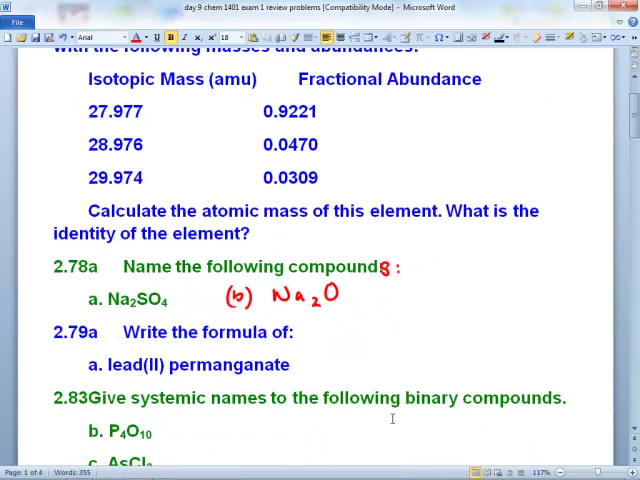 day 9 chem 1401 exam 1 review problems [Compatibility Mode] - Microsoft Word
File
Arial
18
with the following masses and abundances.
Isotopic Mass (amu) Fractional Abundance
27.977 0.9221
28.976 0.0470
29.974 0.0309
Calculate the atomic mass of this element. What is the
identity of the element?
2.78a Name the following compounds:
a. Na2SO4 (b) Na2O
2.79a Write the formula of:
a. lead(II) permanganate
2.83Give systemic names to the following binary compounds.
b. P4O10
c. AsCl
Page: 1 of 4 Words: 355 117%